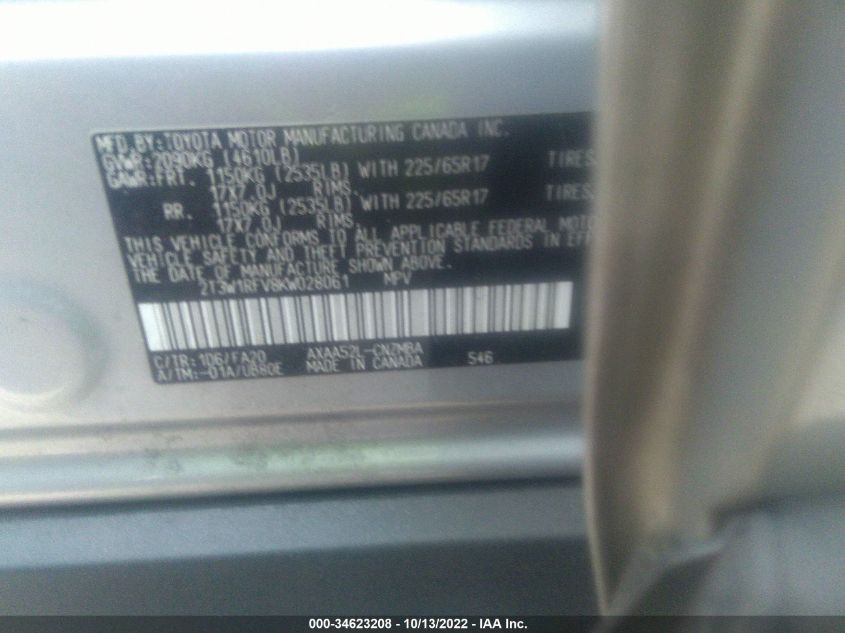 MFD.BY:TOYOTA MOTOR MANUFACTURING CANADA INC.
GVWR:2090KG (4610LB)
GAWR:FRT. 1150KG (2535LB) WITH 225/65R17 TIRES
17X7.0J RIMS,
RR. 1150KG (2535LB) WITH 225/65R17 TIRES
17X7.0J RIMS
THIS VEHICLE CONFORMS TO ALL APPLICABLE FEDERAL MOTO
VEHICLE SAFETY AND THEFT PREVENTION STANDARDS IN EFF
THE DATE OF MANUFACTURE SHOWN ABOVE.
2T3W1RFV8KW028061 MPV
C/TR:1D6/FA20 AXAA52L-CNZMBA 546
A/TM:-01A/UB80E MADE IN CANADA
000-34623208 - 10/13/2022 - IAA Inc.